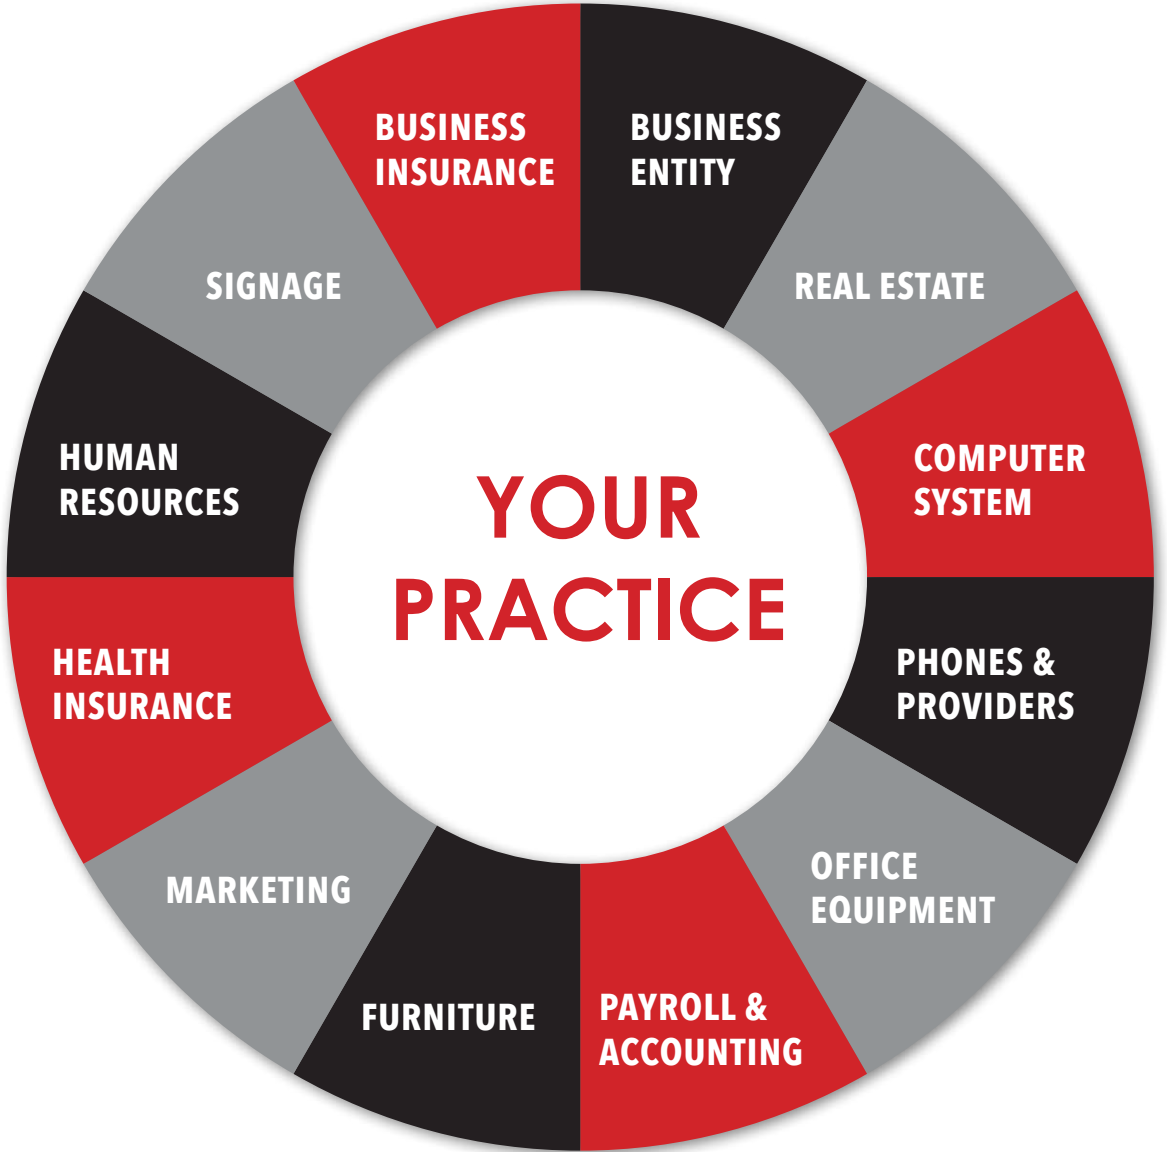 BUSINESS
INSURANCE
BUSINESS
ENTITY
REAL ESTATE
COMPUTER
SYSTEM
PHONES &
PROVIDERS
OFFICE
EQUIPMENT
PAYROLL &
ACCOUNTING
FURNITURE
MARKETING
HEALTH
INSURANCE
HUMAN
RESOURCES
SIGNAGE
YOUR
PRACTICE